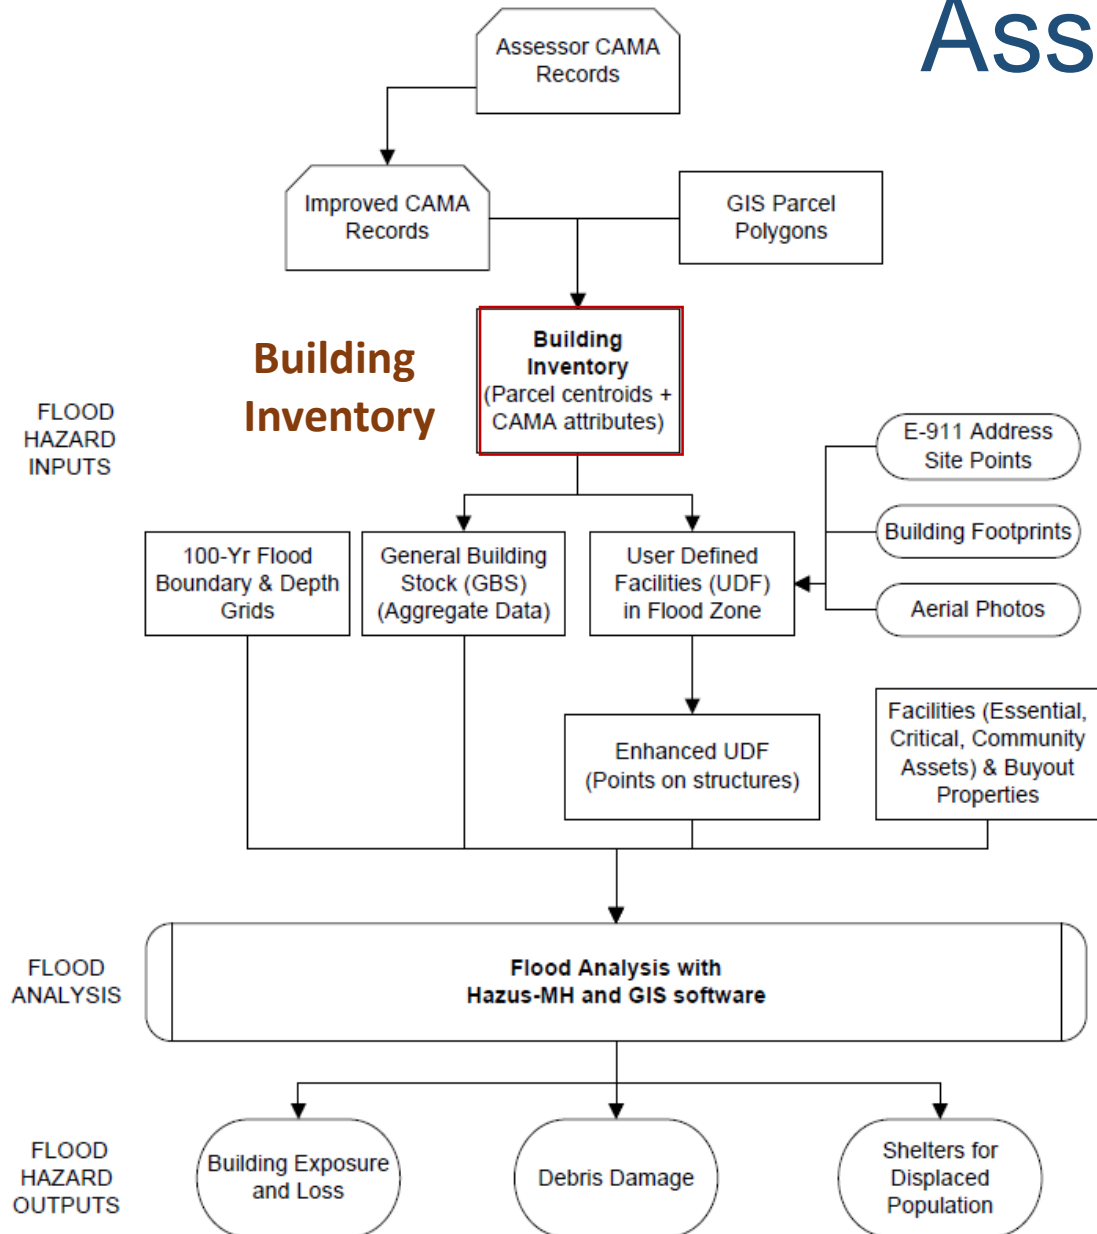 Ass
Assessor CAMA
Records
Improved CAMA
Records
GIS Parcel
Polygons
Building
Inventory
Building
Inventory
(Parcel centroids +
CAMA attributes)
FLOOD
HAZARD
INPUTS
E-911 Address
Site Points
Building Footprints
Aerial Photos
100-Yr Flood
Boundary & Depth
Grids
General Building
Stock (GBS)
(Aggregate Data)
User Defined
Facilities (UDF)
in Flood Zone
Enhanced UDF
(Points on structures)
Facilities (Essential,
Critical, Community
Assets) & Buyout
Properties
FLOOD
ANALYSIS
Flood Analysis with
Hazus-MH and GIS software
FLOOD
HAZARD
OUTPUTS
Building Exposure
and Loss
Debris Damage
Shelters for
Displaced
Population